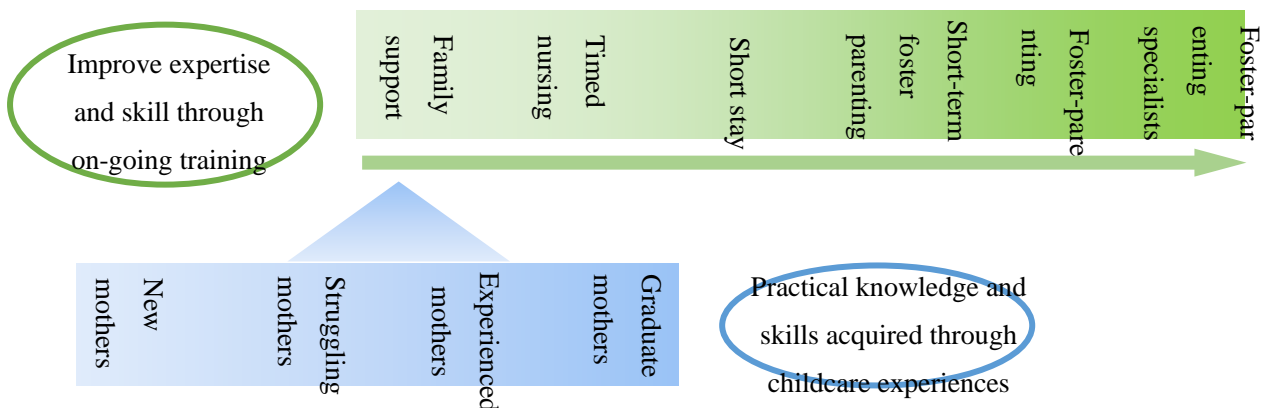 Improve expertise
and skill through
on-going training
Family
support
Timed
nursing
Short stay
Short-term
foster
parenting
Foster-pare
nting
Foster-par
enting
specialists
New
mothers
Struggling
mothers
Experienced
mothers
Graduate
mothers
Practical knowledge and
skills acquired through
childcare experiences